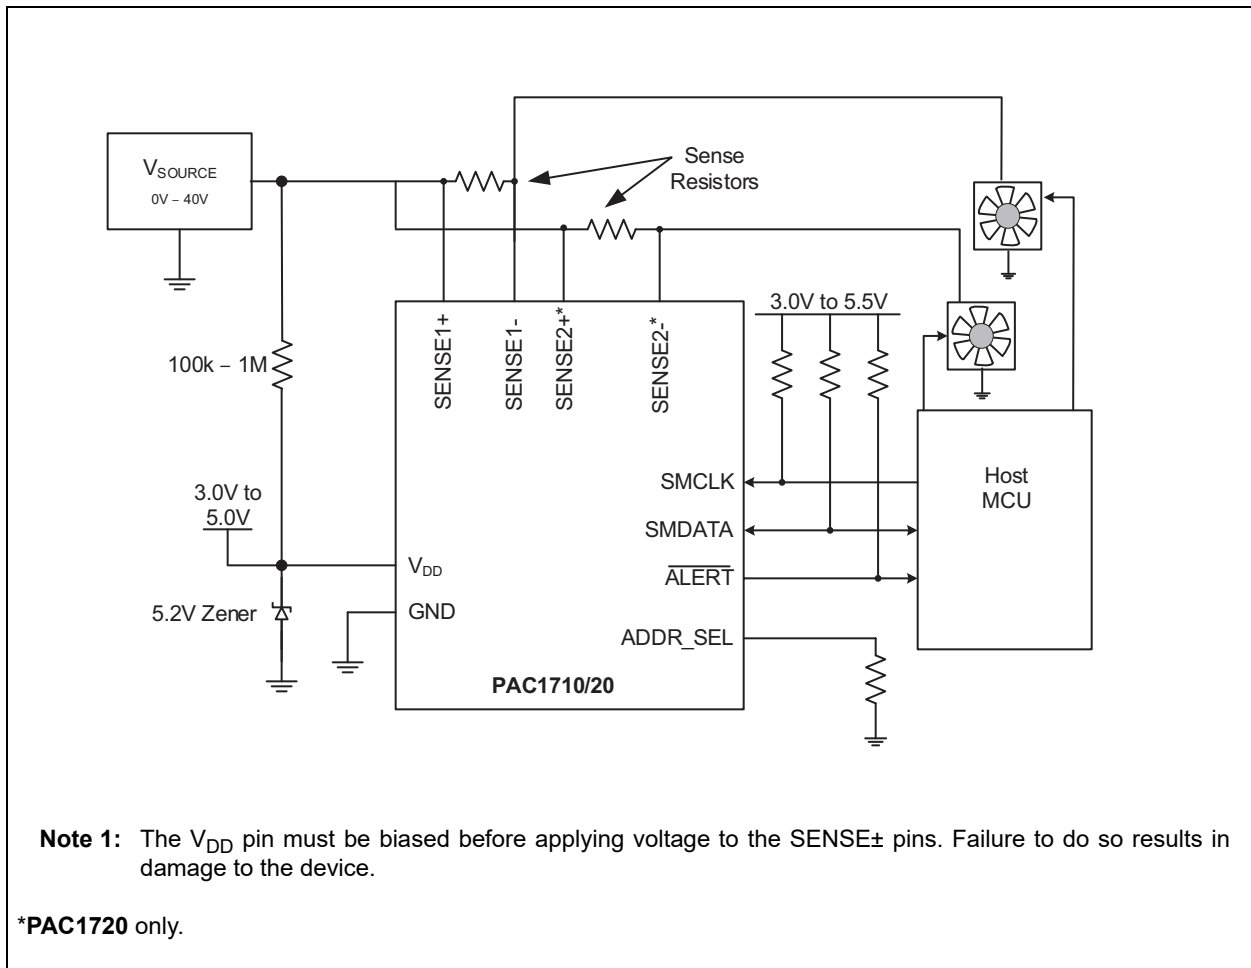 Sense
Resistors
VSOURCE
0V – 40V
3.0V to 5.5V
SENSE1+
SENSE1-
SENSE2+*
SENSE2-*
100k – 1M
SMCLK
Host
MCU
3.0V to
5.0V
SMDATA
VDD
ALERT
5.2V Zener
GND
ADDR_SEL
PAC1710/20
Note 1: The VDD pin must be biased before applying voltage to the SENSE± pins. Failure to do so results in
damage to the device.
*PAC1720 only.